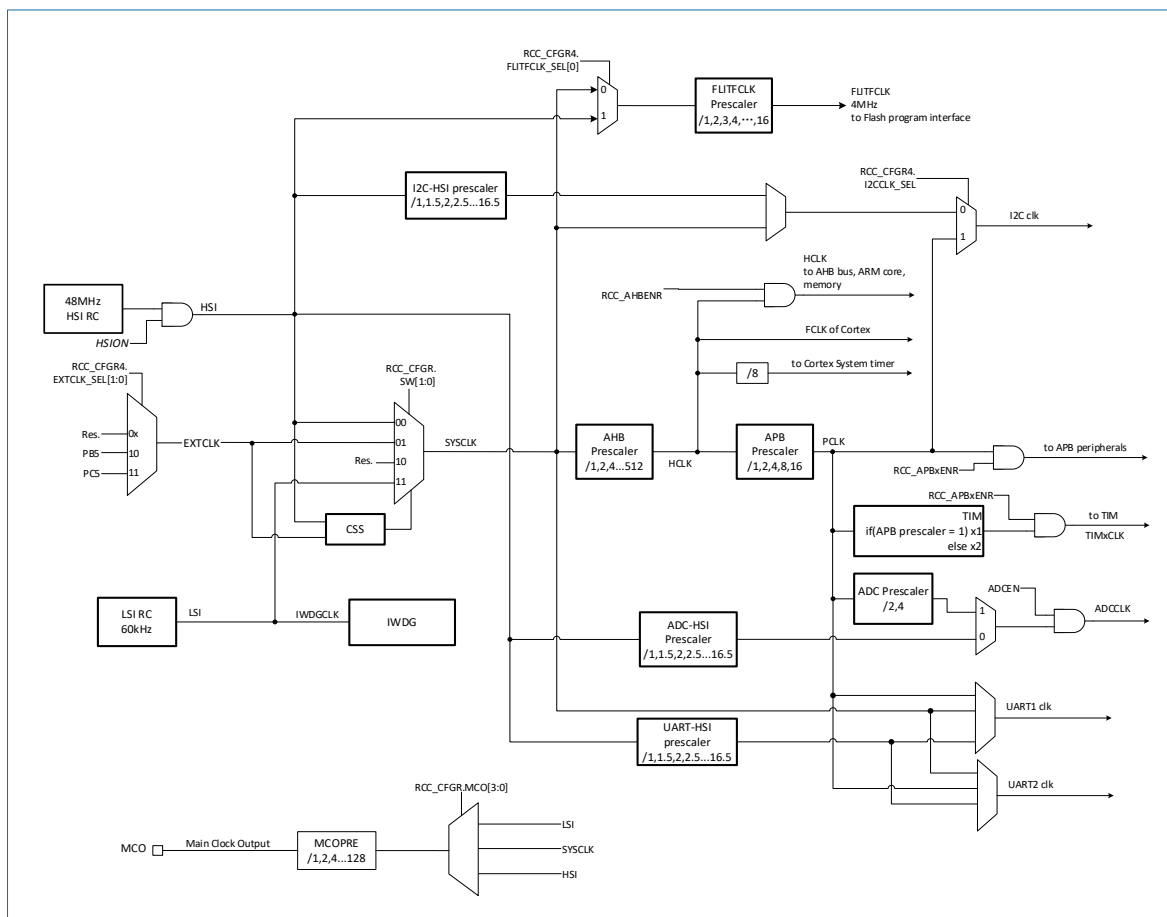 RCC_CFGR4.
FLITFCLK_SEL[0]
0
1
FLITFCLK
Prescaler
/1,2,3,4,⋯,16
FLITFCLK
4MHz
to Flash program interface
I2C-HSI prescaler
/1,1.5,2,2.5...16.5
RCC_CFGR4.
I2CCLK_SEL
0
1
I2C clk
HCLK
to AHB bus, ARM core,
memory
RCC_AHBENR
48MHz
HSI RC
HSI
HSION
FCLK of Cortex
/8
to Cortex System timer
RCC_CFGR4.
EXTCLK_SEL[1:0]
Res.
0x
PB5
10
PC5
11
EXTCLK
RCC_CFGR.
SW[1:0]
00
01
Res.
10
11
SYSCLK
CSS
AHB
Prescaler
/1,2,4...512
HCLK
APB
Prescaler
/1,2,4,8,16
PCLK
to APB peripherals
RCC_APBxENR
RCC_APBxENR
TIM
if(APB prescaler = 1) x1
else x2
to TIM
TIMxCLK
ADC Prescaler
/2,4
ADCEN
1
0
ADCCLK
LSI RC
60kHz
LSI
IWDGCLK
IWDG
ADC-HSI
Prescaler
/1,1.5,2,2.5...16.5
UART-HSI
prescaler
/1,1.5,2,2.5...16.5
UART1 clk
UART2 clk
RCC_CFGR.MCO[3:0]
MCO
Main Clock Output
MCOPRE
/1,2,4...128
LSI
SYSCLK
HSI